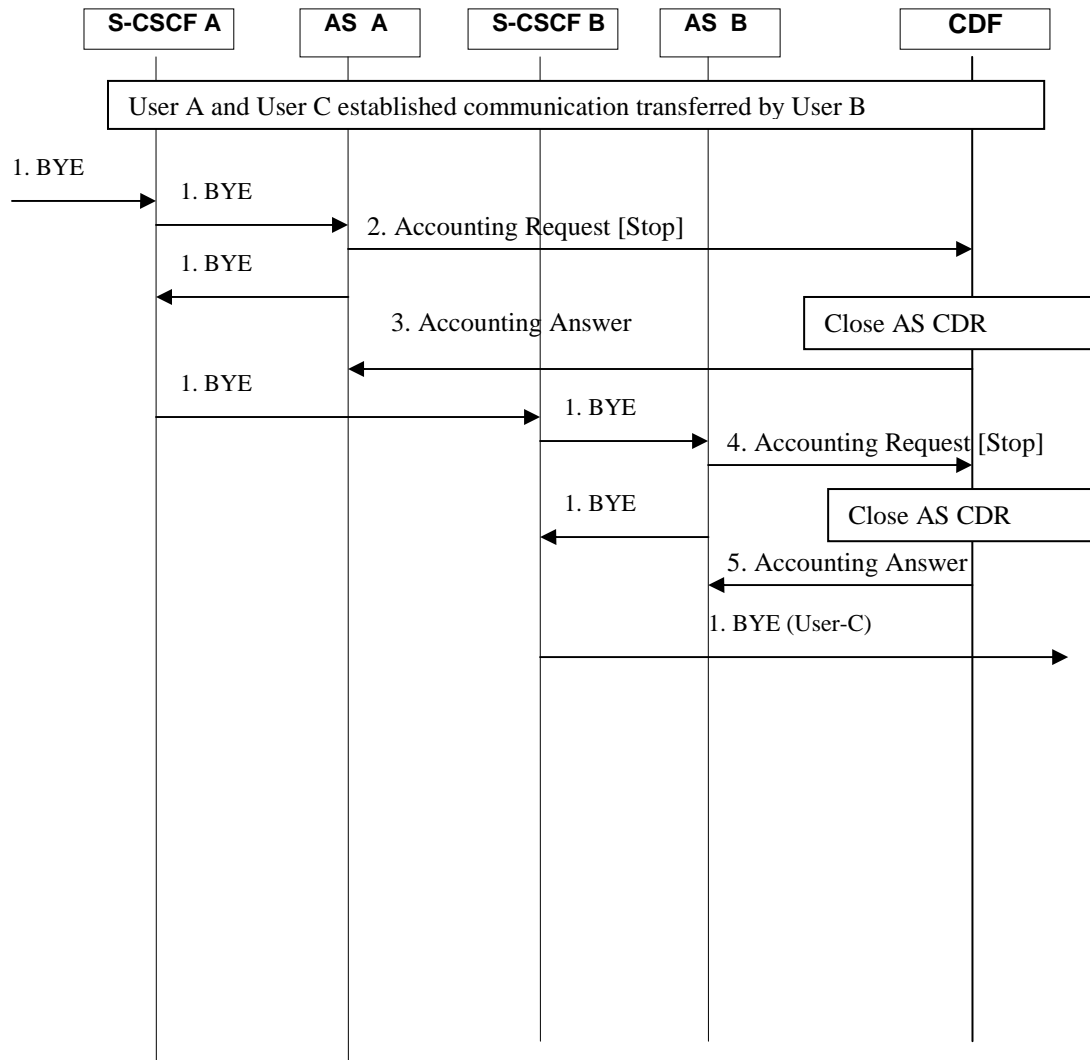 S-CSCF A
AS A
S-CSCF B
AS B
CDF
User A and User C established communication transferred by User B
1. BYE
1. BYE
2. Accounting Request [Stop]
1. BYE
3. Accounting Answer
Close AS CDR
1. BYE
1. BYE
4. Accounting Request [Stop]
1. BYE
Close AS CDR
5. Accounting Answer
1. BYE (User-C)